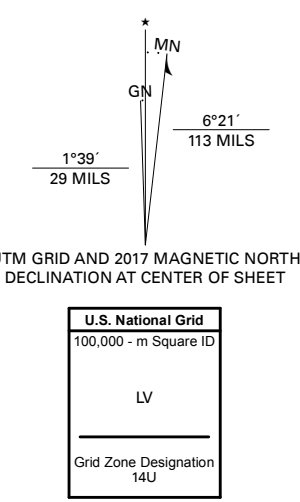 ★
MN
GN
6°21´
113 MILS
1°39´
29 MILS
UTM GRID AND 2017 MAGNETIC NORTH
DECLINATION AT CENTER OF SHEET
U.S. National Grid
100,000 - m Square ID
LV
Grid Zone Designation
14U